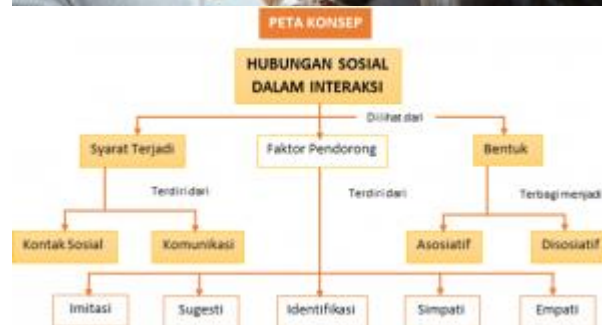 PETA KONSEP
HUBUNGAN SOSIAL
DALAM INTERAKSI
Dilihat dari
Syarat Terjadi
Faktor Pendorong
Bentuk
Terdiri dari
Terdiri dari
Terbagi menjadi
Kontak Sosial
Komunikasi
Asosiatif
Disosiatif
Imitasi
Sugesti
Identifikasi
Simpati
Empati